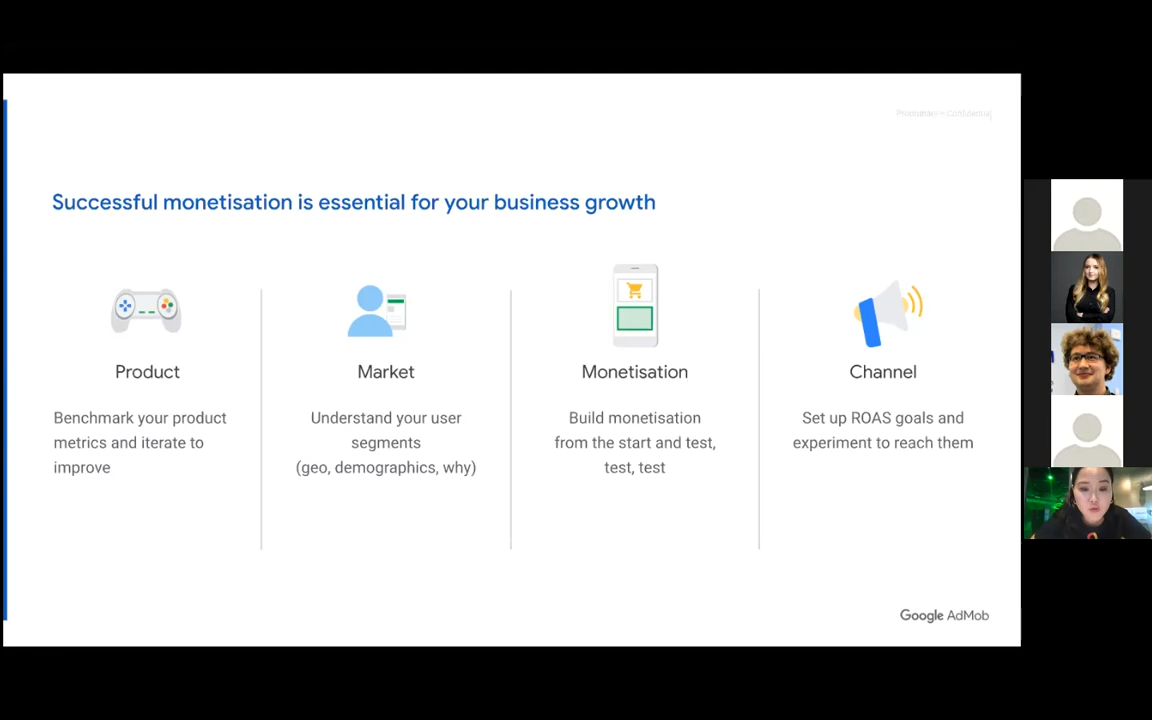 Proprietary + Confidential
Successful monetisation is essential for your business growth
Product
Benchmark your product
metrics and iterate to
improve
Market
Understand your user
segments
(geo, demographics, why)
Monetisation
Build monetisation
from the start and test,
test, test
Channel
Set up ROAS goals and
experiment to reach them
Google AdMob